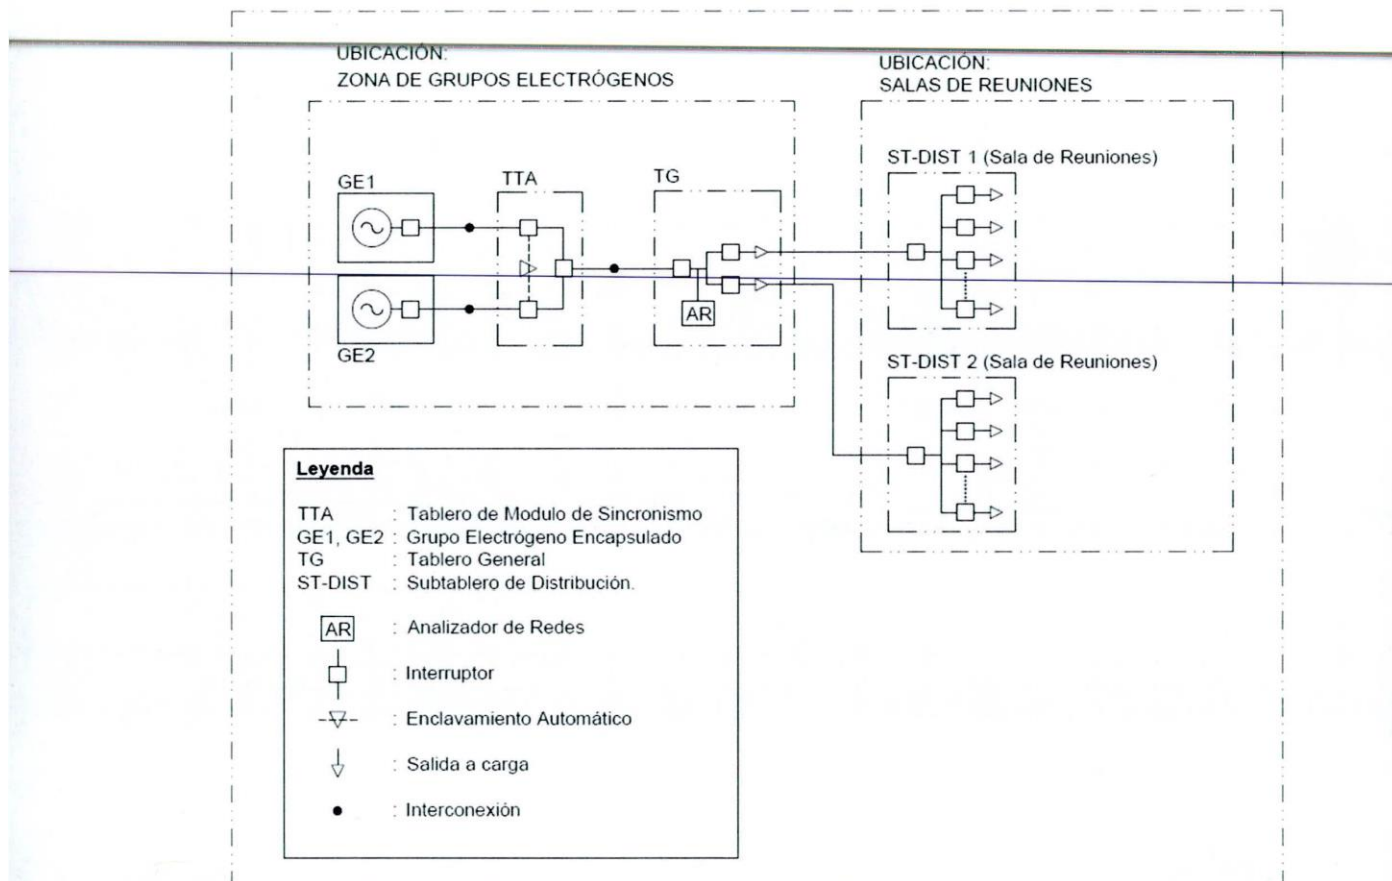 UBICACIÓN:
ZONA DE GRUPOS ELECTRÓGENOS
UBICACIÓN:
SALAS DE REUNIONES
GE1
TTA
TG
ST-DIST 1 (Sala de Reuniones)
AR
GE2
ST-DIST 2 (Sala de Reuniones)
Leyenda
TTA : Tablero de Modulo de Sincronismo
GE1, GE2 : Grupo Electrógeno Encapsulado
TG : Tablero General
ST-DIST : Subtablero de Distribución.
AR : Analizador de Redes
: Interruptor
: Enclavamiento Automático
: Salida a carga
: Interconexión